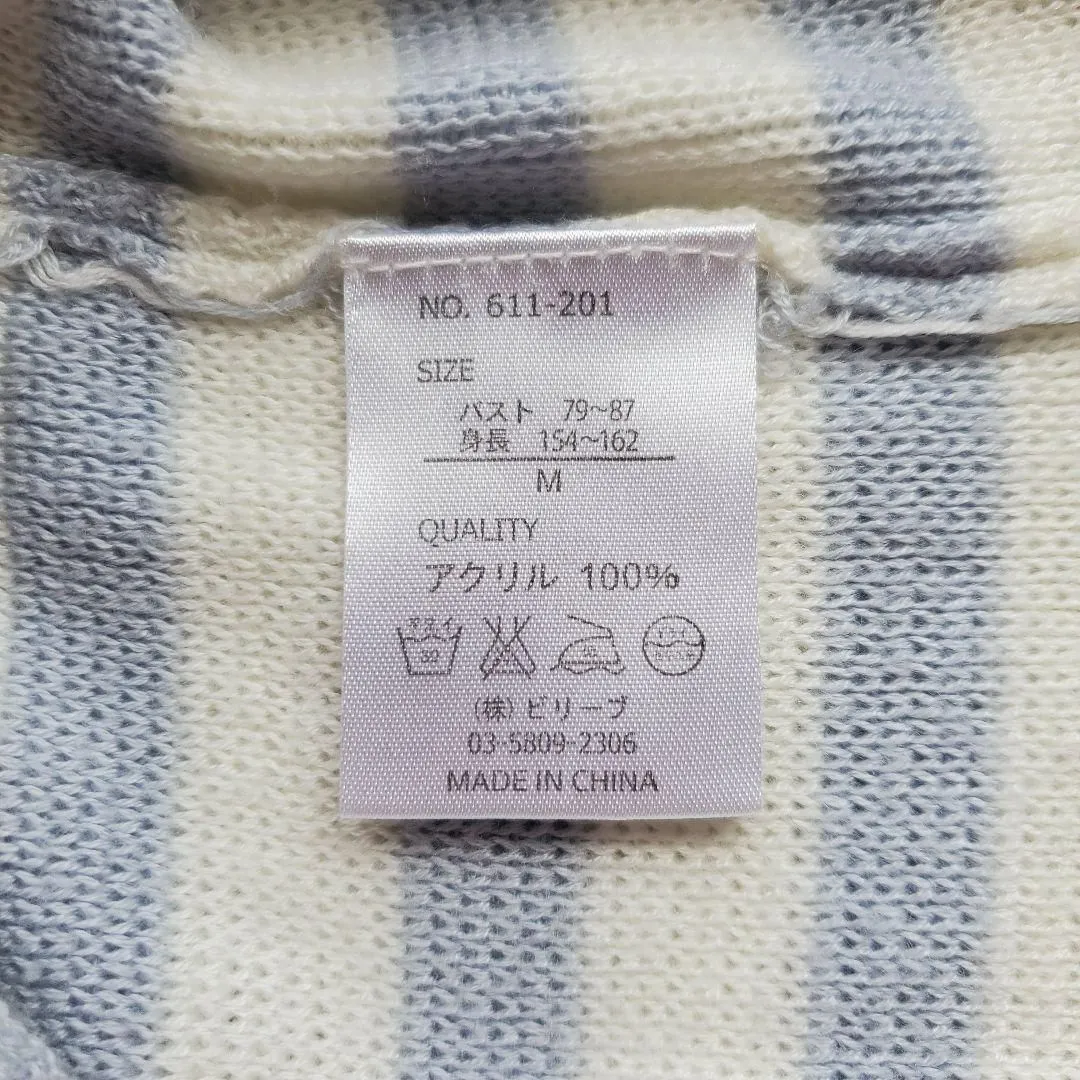 NO. 611-201
SIZE
バスト 79~87
身長 154~162
M
QUALITY
アクリル 100%
30
(株)ビリーブ
03-5809-2306
MADE IN CHINA